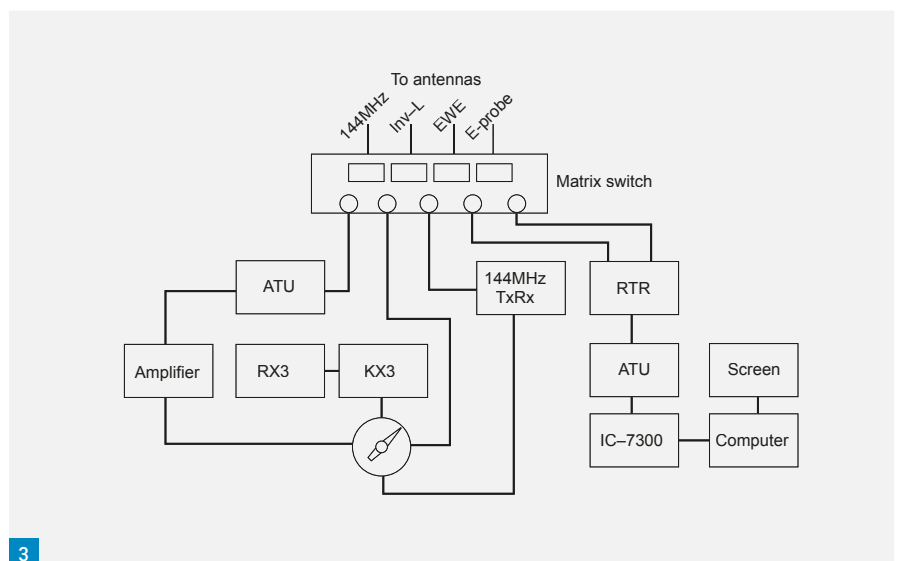 To antennas
144MHz
Inv–L
EWE
E-probe
Matrix switch
ATU
144MHz
TxRx
RTR
Amplifier
RX3
KX3
ATU
Screen
IC–7300
Computer
3